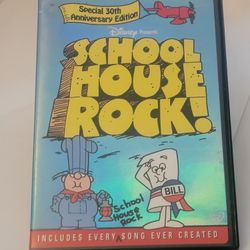 Special 30th
Anniversary Edition
Disney Presents
SCHOOL
HOUSE
ROCK!
School
House
Rock
BILL
INCLUDES EVERY SONG EVER CREATED